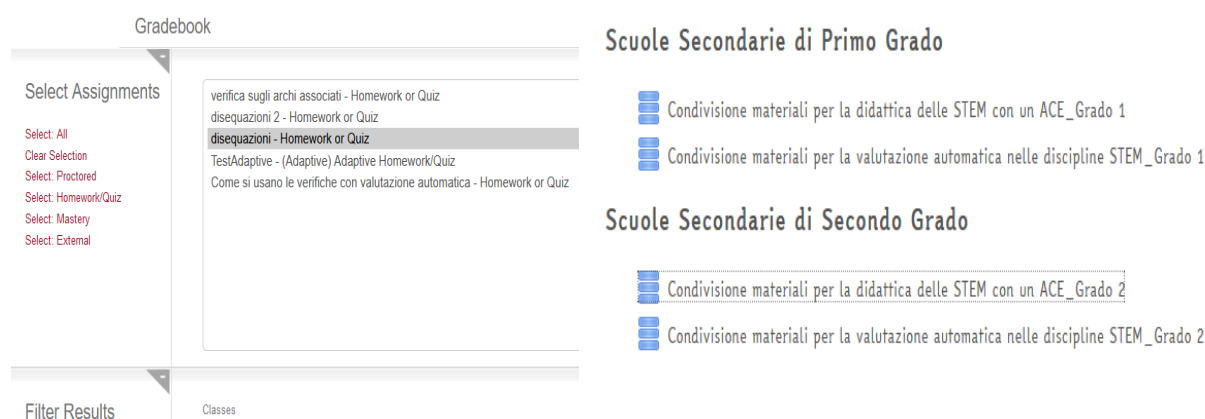 Gradebook
Select Assignments
Select: All
Clear Selection
Select: Proctored
Select: Homework/Quiz
Select: Mastery
Select: External
verifica sugli archi associati - Homework or Quiz
disequazioni 2 - Homework or Quiz
disequazioni - Homework or Quiz
TestAdaptive - (Adaptive) Adaptive Homework/Quiz
Come si usano le verifiche con valutazione automatica - Homework or Quiz
Filter Results
Classes
Scuole Secondarie di Primo Grado
Condivisione materiali per la didattica delle STEM con un ACE_Grado 1
Condivisione materiali per la valutazione automatica nelle discipline STEM_Grado 1
Scuole Secondarie di Secondo Grado
Condivisione materiali per la didattica delle STEM con un ACE_Grado 2
Condivisione materiali per la valutazione automatica nelle discipline STEM_Grado 2